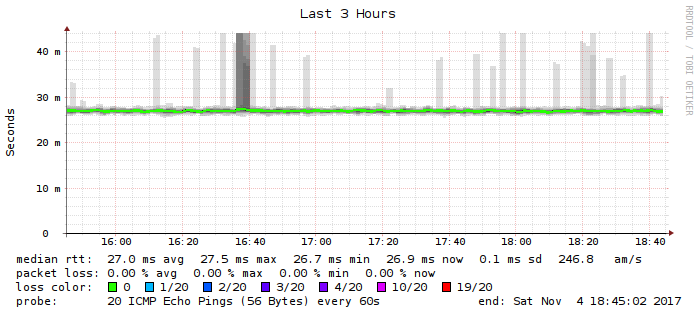 Last 3 Hours
RRDTOOL / TOBI OETIKER
Seconds
40 m
30 m
20 m
10 m
0
16:00 16:20 16:40 17:00 17:20 17:40 18:00 18:20 18:40
median rtt: 27.0 ms avg 27.5 ms max 26.7 ms min 26.9 ms now 0.1 ms sd 246.8 am/s
packet loss: 0.00 % avg 0.00 % max 0.00 % min 0.00 % now
loss color: 0 1/20 2/20 3/20 4/20 10/20 19/20
probe: 20 ICMP Echo Pings (56 Bytes) every 60s end: Sat Nov 4 18:45:02 2017